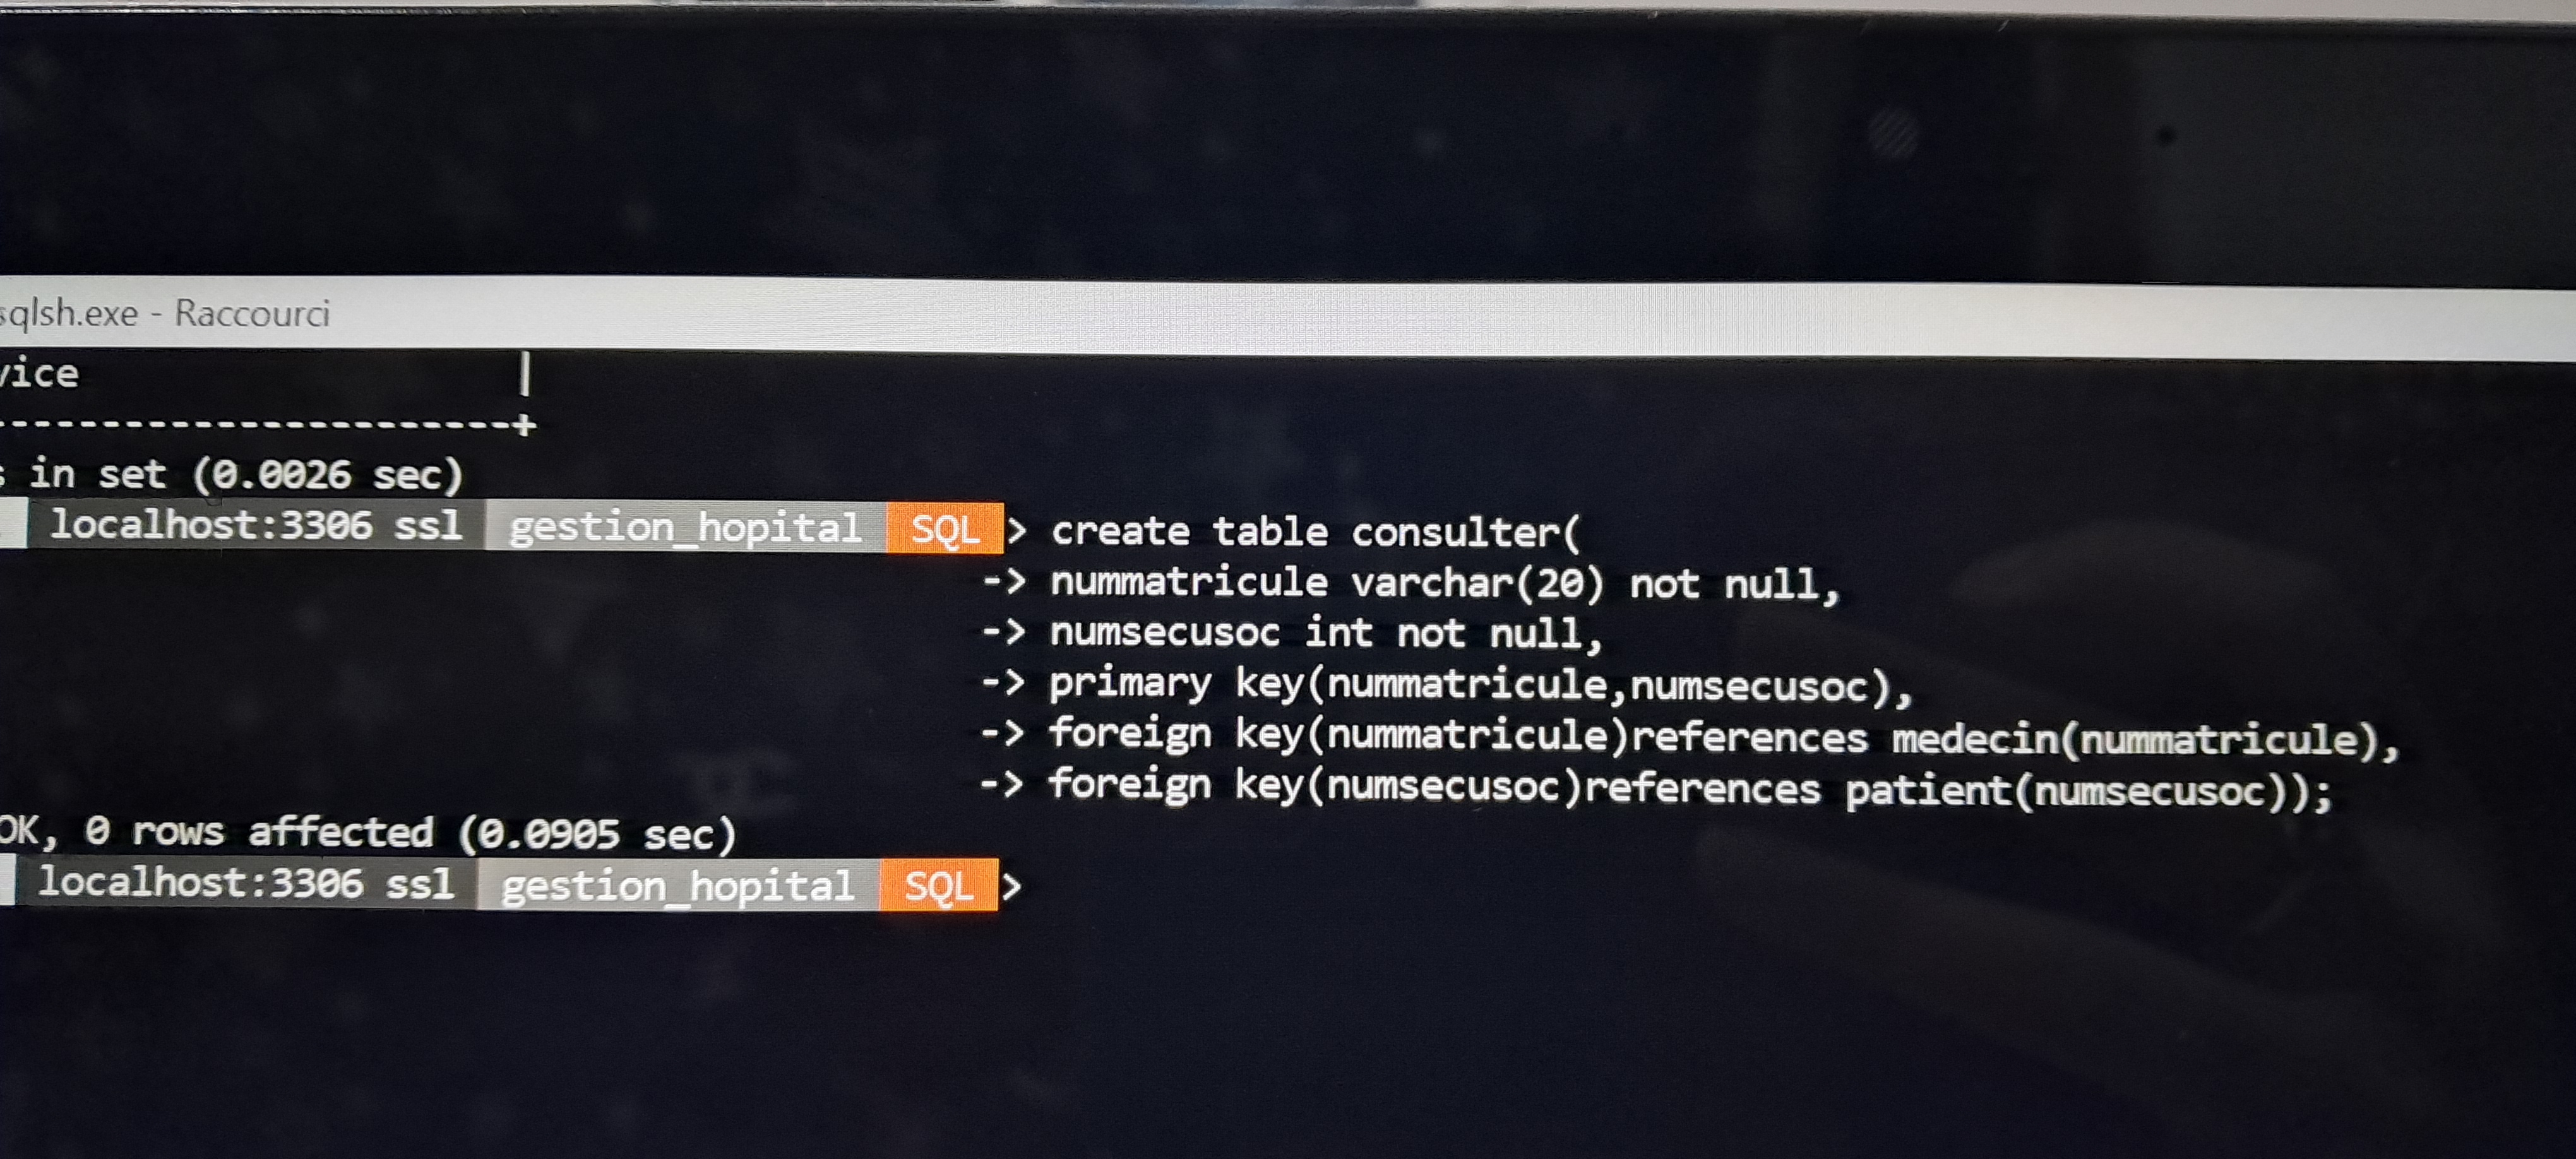 sqlsh.exe - Raccourci
vice |
-----------------------+
s in set (0.0026 sec)
localhost:3306 ssl gestion_hopital SQL > create table consulter(
-> nummatricule varchar(20) not null,
-> numsecusoc int not null,
-> primary key(nummatricule,numsecusoc),
-> foreign key(nummatricule)references medecin(nummatricule),
-> foreign key(numsecusoc)references patient(numsecusoc));
OK, 0 rows affected (0.0905 sec)
localhost:3306 ssl gestion_hopital SQL >